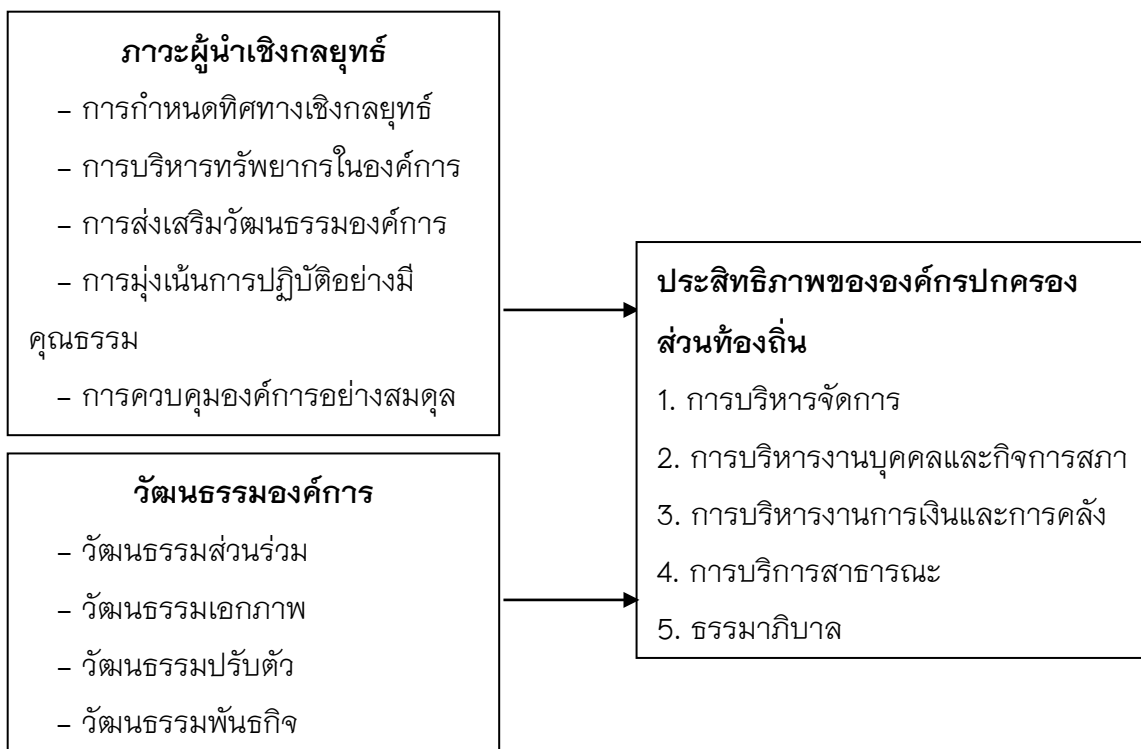 ภาวะผู้นำเชิงกลยุทธ์
– การกำหนดทิศทางเชิงกลยุทธ์
– การบริหารทรัพยากรในองค์การ
– การส่งเสริมวัฒนธรรมองค์การ
– การมุ่งเน้นการปฏิบัติอย่างมี
คุณธรรม
– การควบคุมองค์การอย่างสมดุล
วัฒนธรรมองค์การ
– วัฒนธรรมส่วนร่วม
– วัฒนธรรมเอกภาพ
– วัฒนธรรมปรับตัว
– วัฒนธรรมพันธกิจ
ประสิทธิภาพขององค์กรปกครอง
ส่วนท้องถิ่น
1. การบริหารจัดการ
2. การบริหารงานบุคคลและกิจการสภา
3. การบริหารงานการเงินและการคลัง
4. การบริการสาธารณะ
5. ธรรมาภิบาล